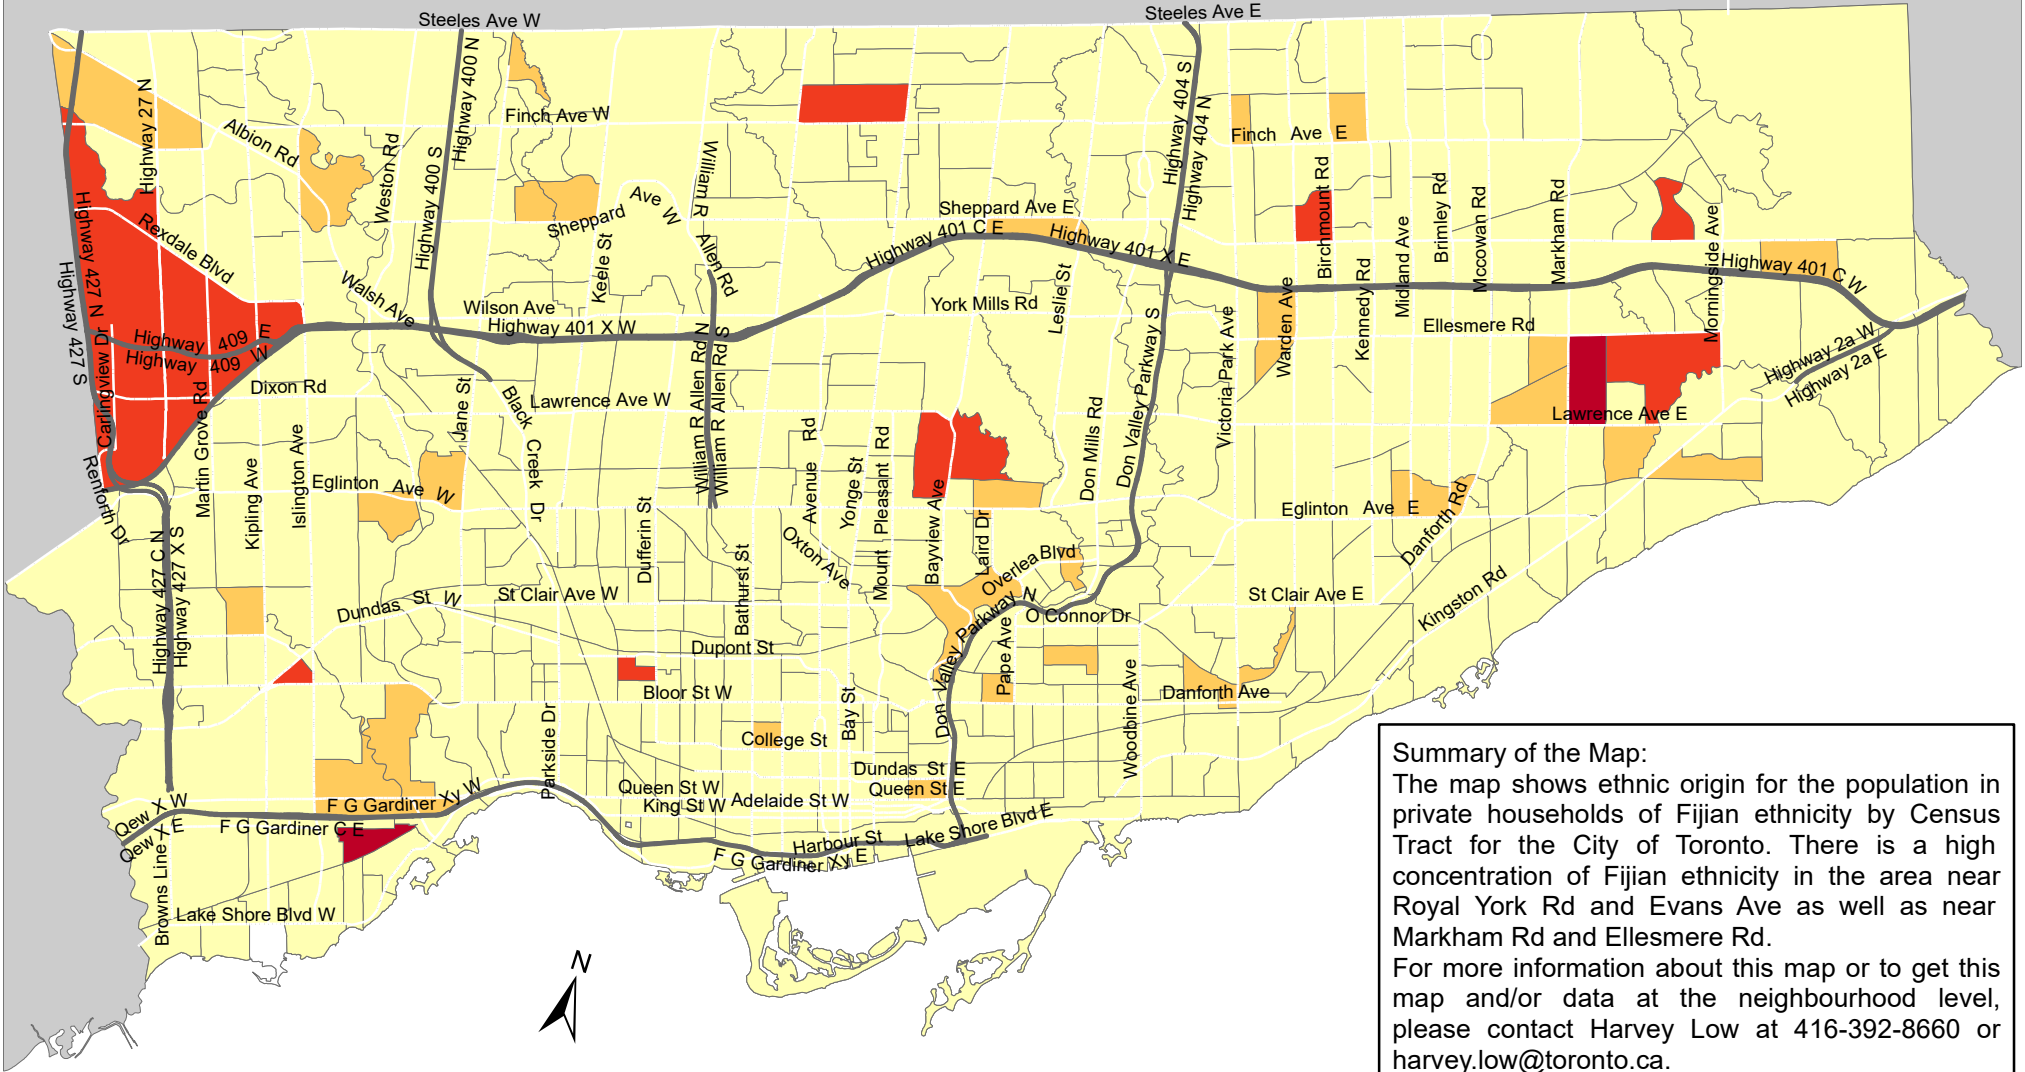 Steeles Ave W
Steeles Ave E
Highway 400 N
Highway 404 S
Highway 27 N
Finch Ave W
Highway 404 N
Albion Rd
Finch Ave E
Weston Rd
Highway 400 S
William R Allen Rd
Birchmount Rd
Brimley Rd
Mccowan Rd
Markham Rd
Highway 427 N
Rexdale Blvd
Sheppard Ave W
Keele St
Sheppard Ave E
Highway 401 C E
Highway 401 X E
Midland Ave
Morningside Ave
Highway 401 C W
Highway 427 S
Walsh Ave
Wilson Ave
Highway 401 X W
York Mills Rd
Leslie St
Warden Ave
Kennedy Rd
Ellesmere Rd
Highway 409 E
Highway 409 W
Carlingview Dr
Martin Grove Rd
Dixon Rd
Jane St
Black Creek Dr
Lawrence Ave W
William R Allen Rd N
William R Allen Rd S
Don Valley Parkway S
Victoria Park Ave
Highway 2a W
Highway 2a E
Lawrence Ave E
Renforth Dr
Kipling Ave
Islington Ave
Eglinton Ave W
Dufferin St
Avenue Rd
Yonge St
Mount Pleasant Rd
Bayview Ave
Laird Dr
Don Mills Rd
Eglinton Ave E
Danforth Rd
Highway 427 C N
Highway 427 X S
Oxton Ave
Bathurst St
Overlea Blvd
Dundas St W
St Clair Ave W
Don Valley Parkway N
O Connor Dr
St Clair Ave E
Kingston Rd
Dupont St
Pape Ave
Bloor St W
Woodbine Ave
Danforth Ave
Parkside Dr
Bay St
College St
Dundas St E
Queen St W
Queen St E
King St W
Adelaide St W
Qew X W
F G Gardiner Xy W
Qew X E
F G Gardiner C E
Harbour St
Lake Shore Blvd E
F G Gardiner Xy E
Browns Line
Lake Shore Blvd W
N
Summary of the Map:
The map shows ethnic origin for the population in
private households of Fijian ethnicity by Census
Tract for the City of Toronto. There is a high
concentration of Fijian ethnicity in the area near
Royal York Rd and Evans Ave as well as near
Markham Rd and Ellesmere Rd.
For more information about this map or to get this
map and/or data at the neighbourhood level,
please contact Harvey Low at 416-392-8660 or
harvey.low@toronto.ca.